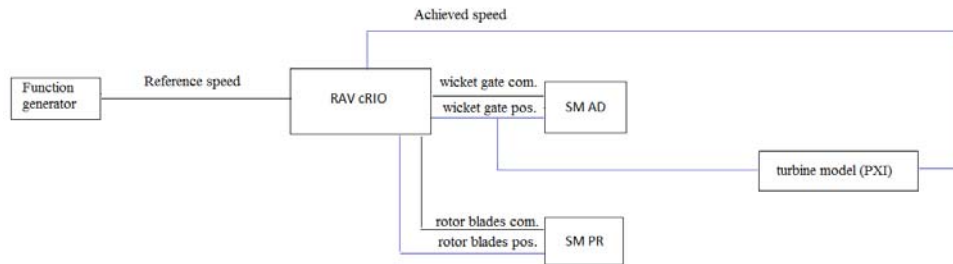 Achieved speed
Function
generator
Reference speed
RAV cRIO
wicket gate com.
wicket gate pos.
SM AD
turbine model (PXI)
rotor blades com.
rotor blades pos.
SM PR